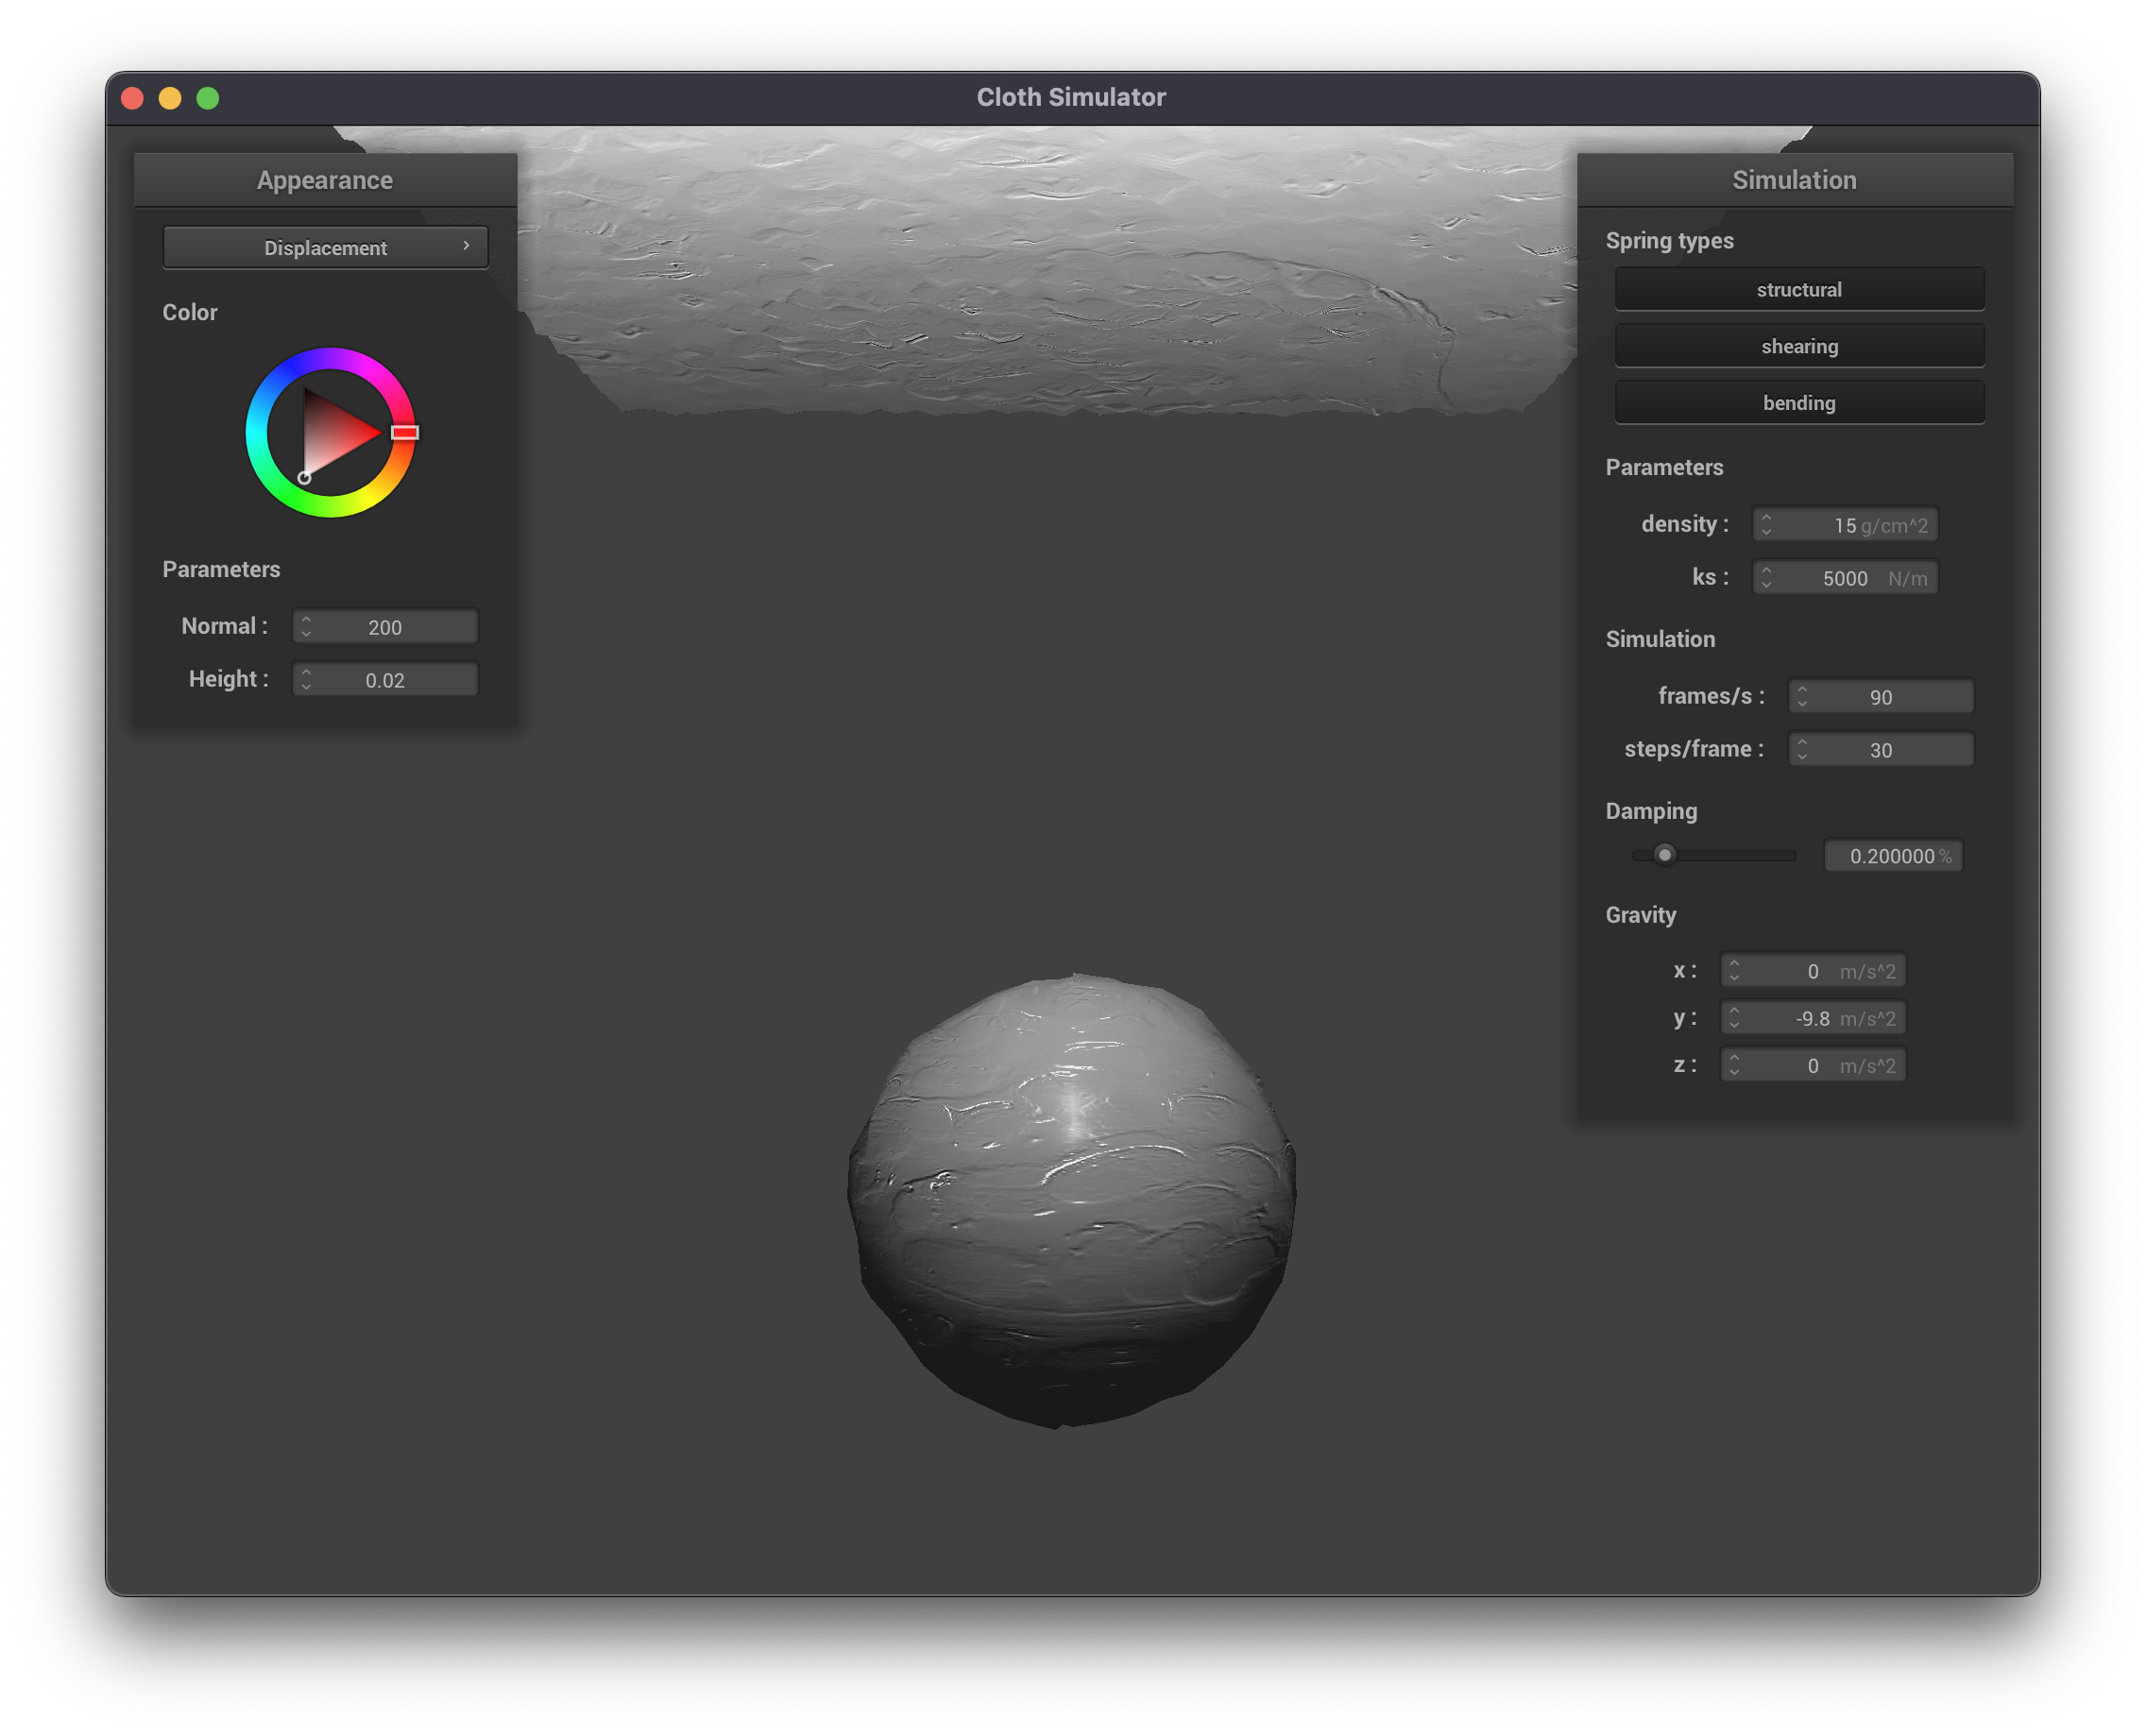 Cloth Simulator
Appearance
Displacement
Color
Parameters
Normal : 200
Height : 0.02
Simulation
Spring types
structural
shearing
bending
Parameters
density : 15 g/cm^2
ks : 5000 N/m
Simulation
frames/s : 90
steps/frame : 30
Damping
0.200000 %
Gravity
x : 0 m/s^2
y : -9.8 m/s^2
z : 0 m/s^2